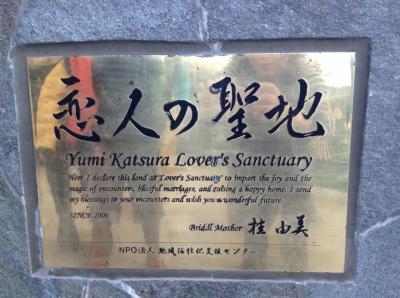 恋人の聖地
Yumi Katsura Lover's Sanctuary
Here I declare this land at "Lover's Sanctuary" to impart the joy and the
magic of encounters, blissful marriages, and raising a happy home. I send
my blessings to your encounters and wish you a wonderful future.
SINCE 2006
Bridal Mother 桂 由美
NPO法人 地域活性化支援センター